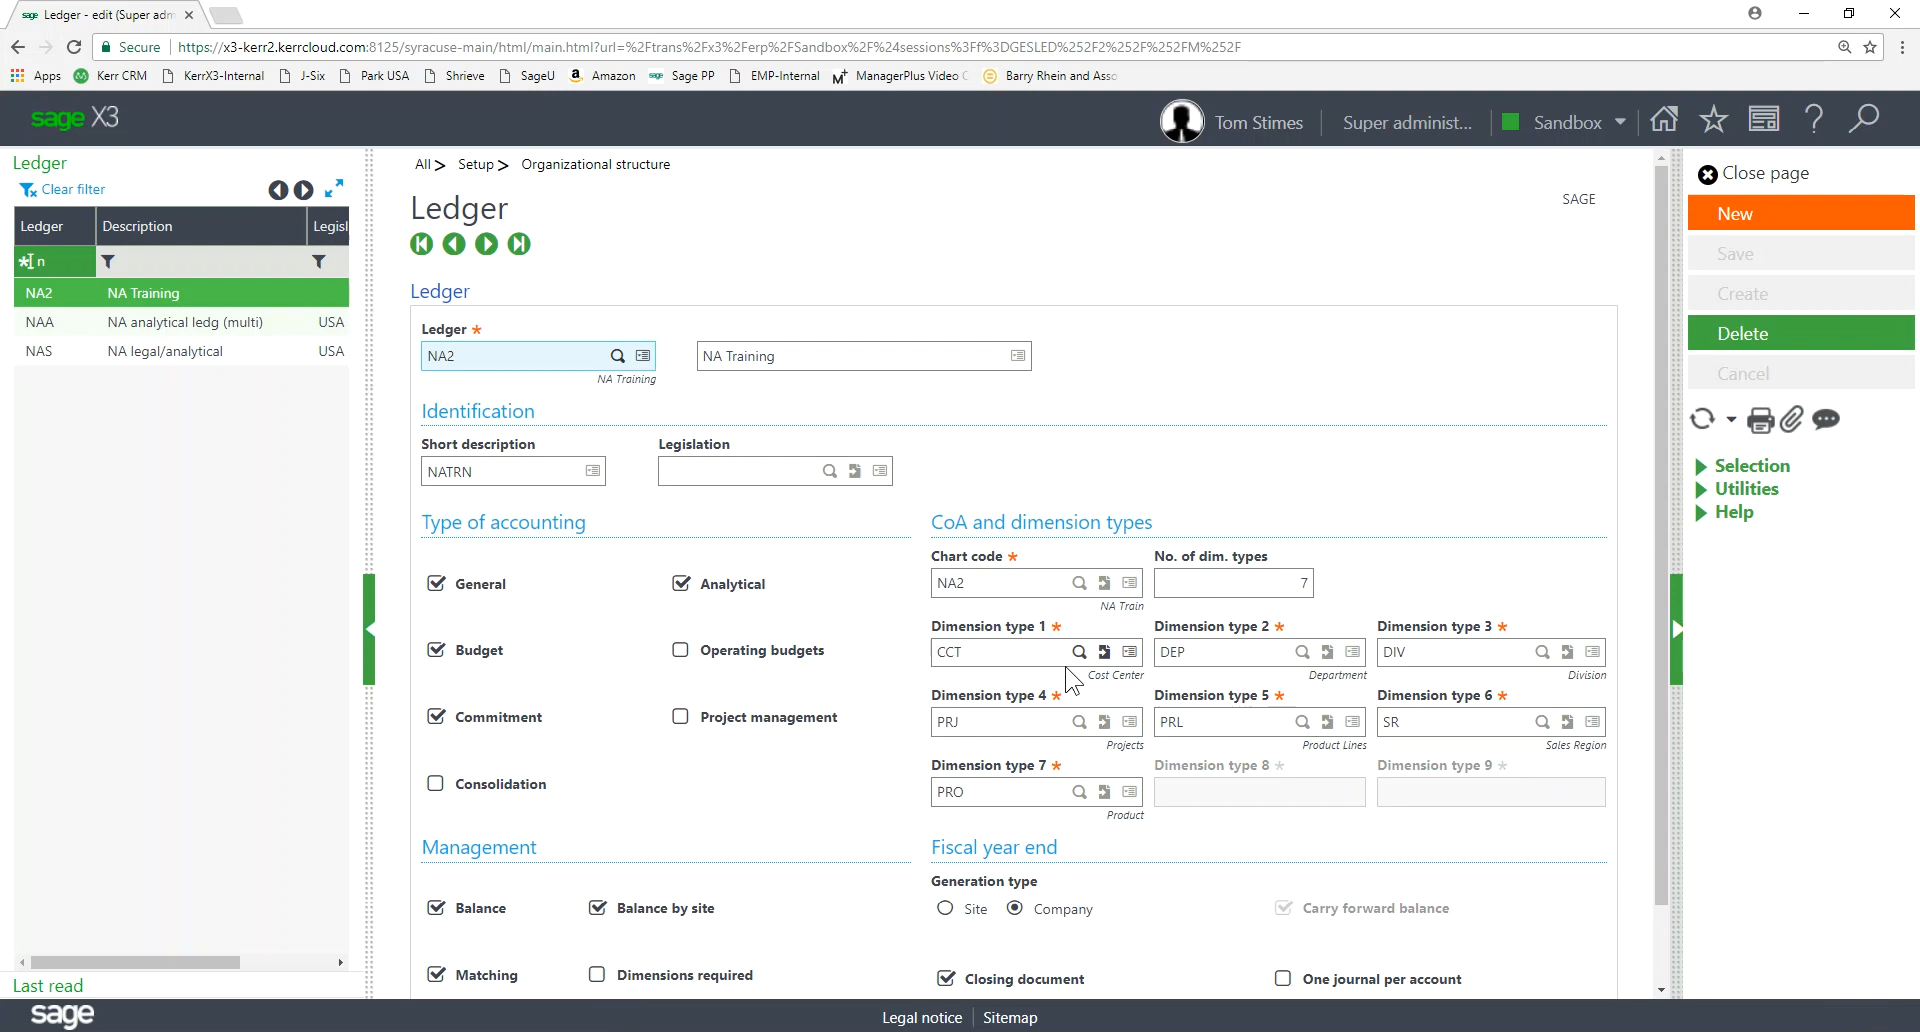 sage Ledger - edit (Super adm
Secure https://x3-kerr2.kerrcloud.com:8125/syracuse-main/html/main.html?url=%2Ftrans%2Fx3%2Ferp%2FSandbox%2F%24sessions%3Ff%3DGESLED%252F2%252F%252FM%252F
Apps Kerr CRM KerrX3-Internal J-Six Park USA Shrieve SageU Amazon Sage PP EMP-Internal ManagerPlus Video C Barry Rhein and Asso
sage X3 Tom Stimes Super administ... Sandbox
Ledger
Clear filter
Ledger Description Legisl
n
NA2 NA Training
NAA NA analytical ledg (multi) USA
NAS NA legal/analytical USA
Last read
All > Setup > Organizational structure
SAGE
Ledger
Ledger
Ledger *
NA2 NA Training
NA Training
Identification
Short description Legislation
NATRN
Type of accounting
General Analytical
Budget Operating budgets
Commitment Project management
Consolidation
CoA and dimension types
Chart code * No. of dim. types
NA2 7
NA Train
Dimension type 1 * Dimension type 2 * Dimension type 3 *
CCT DEP DIV
Cost Center Department Division
Dimension type 4 * Dimension type 5 * Dimension type 6 *
PRJ PRL SR
Projects Product Lines Sales Region
Dimension type 7 * Dimension type 8 * Dimension type 9 *
PRO
Product
Management
Balance Balance by site
Matching Dimensions required
Fiscal year end
Generation type
Site Company Carry forward balance
Closing document One journal per account
Close page
New
Save
Create
Delete
Cancel
Selection
Utilities
Help
sage Legal notice Sitemap